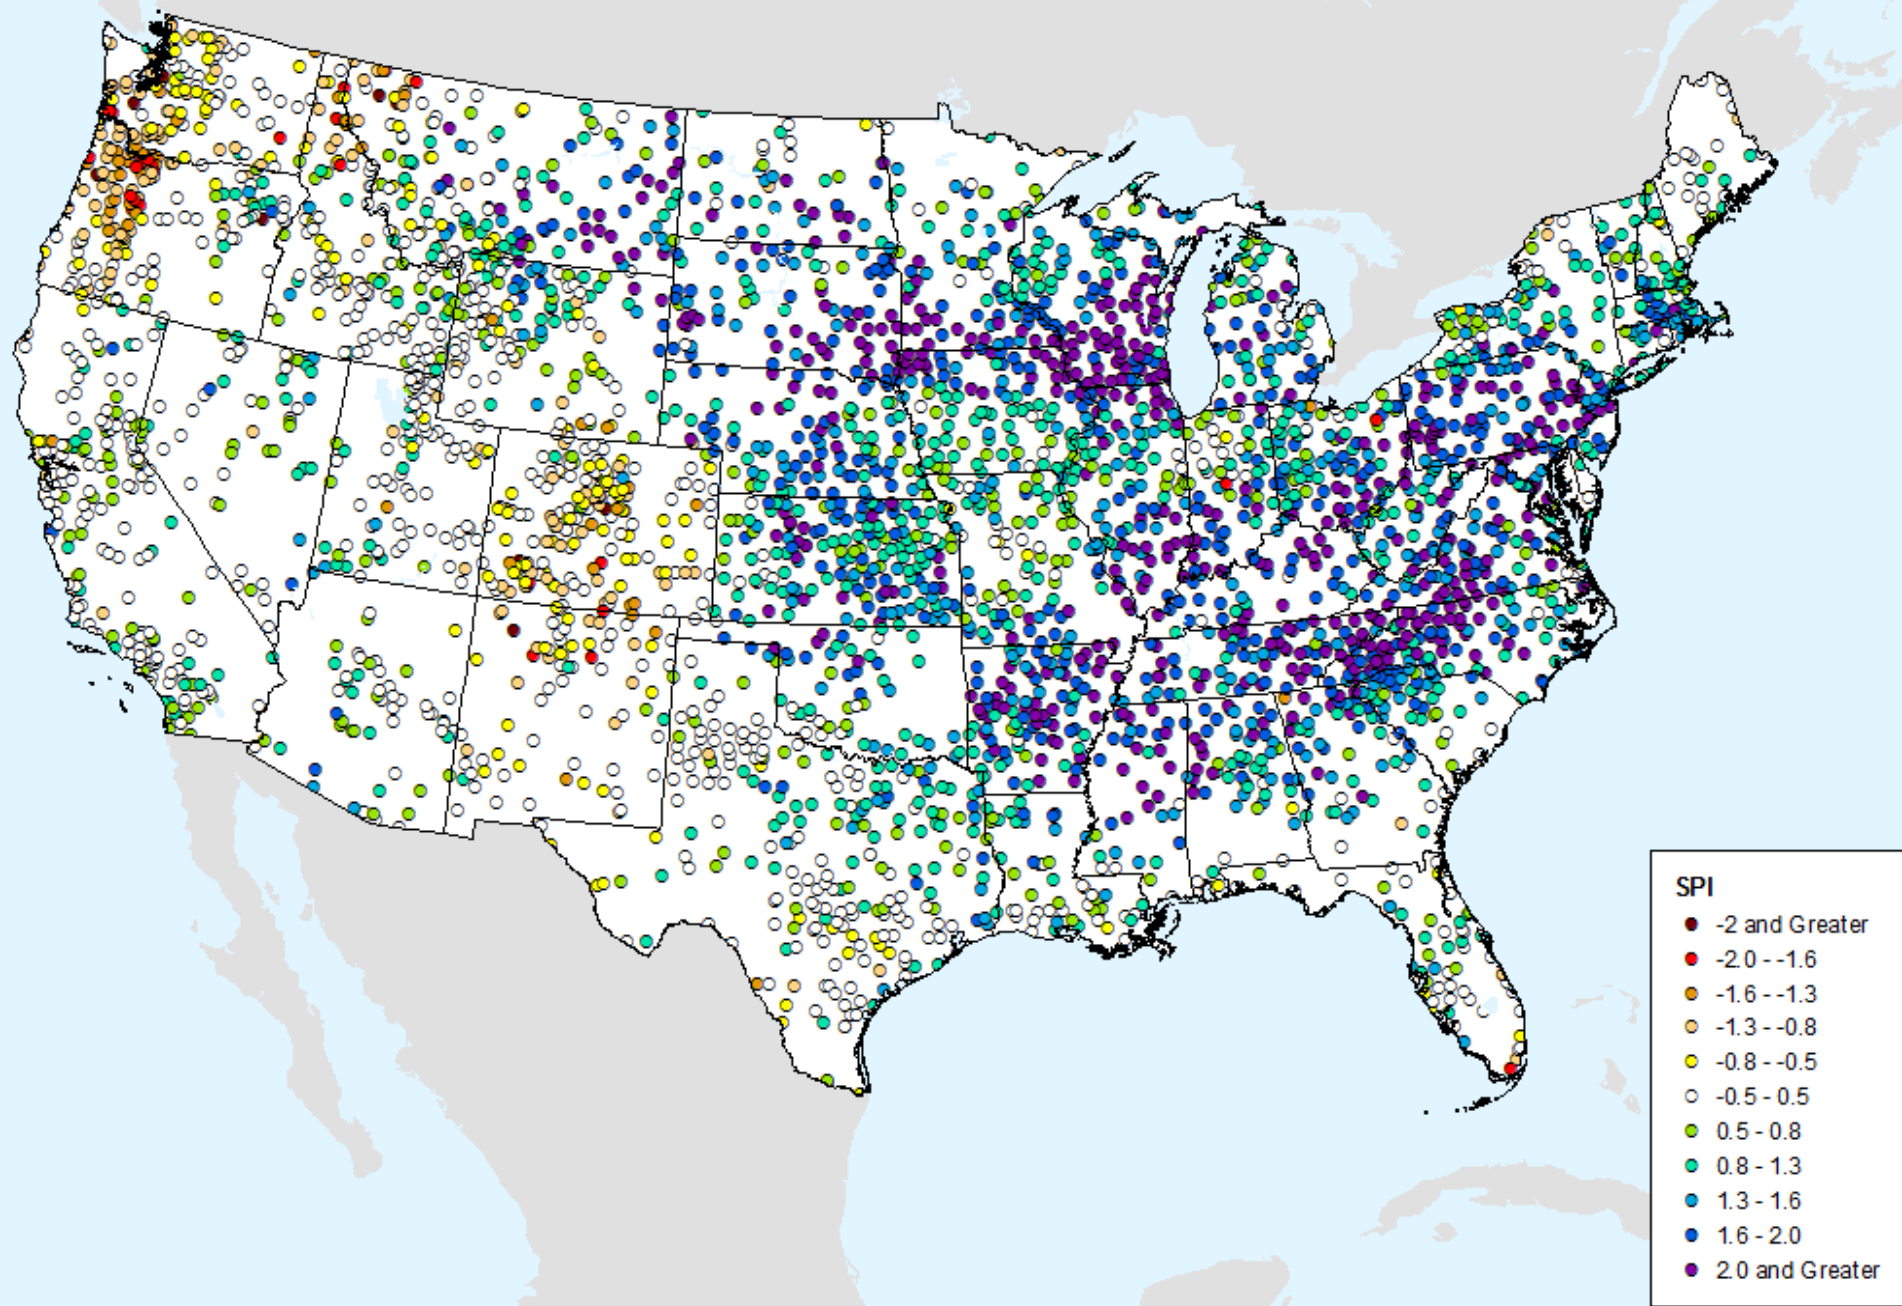 SPI
-2 and Greater
-2.0 - -1.6
-1.6 - -1.3
-1.3 - -0.8
-0.8 - -0.5
-0.5 - 0.5
0.5 - 0.8
0.8 - 1.3
1.3 - 1.6
1.6 - 2.0
2.0 and Greater